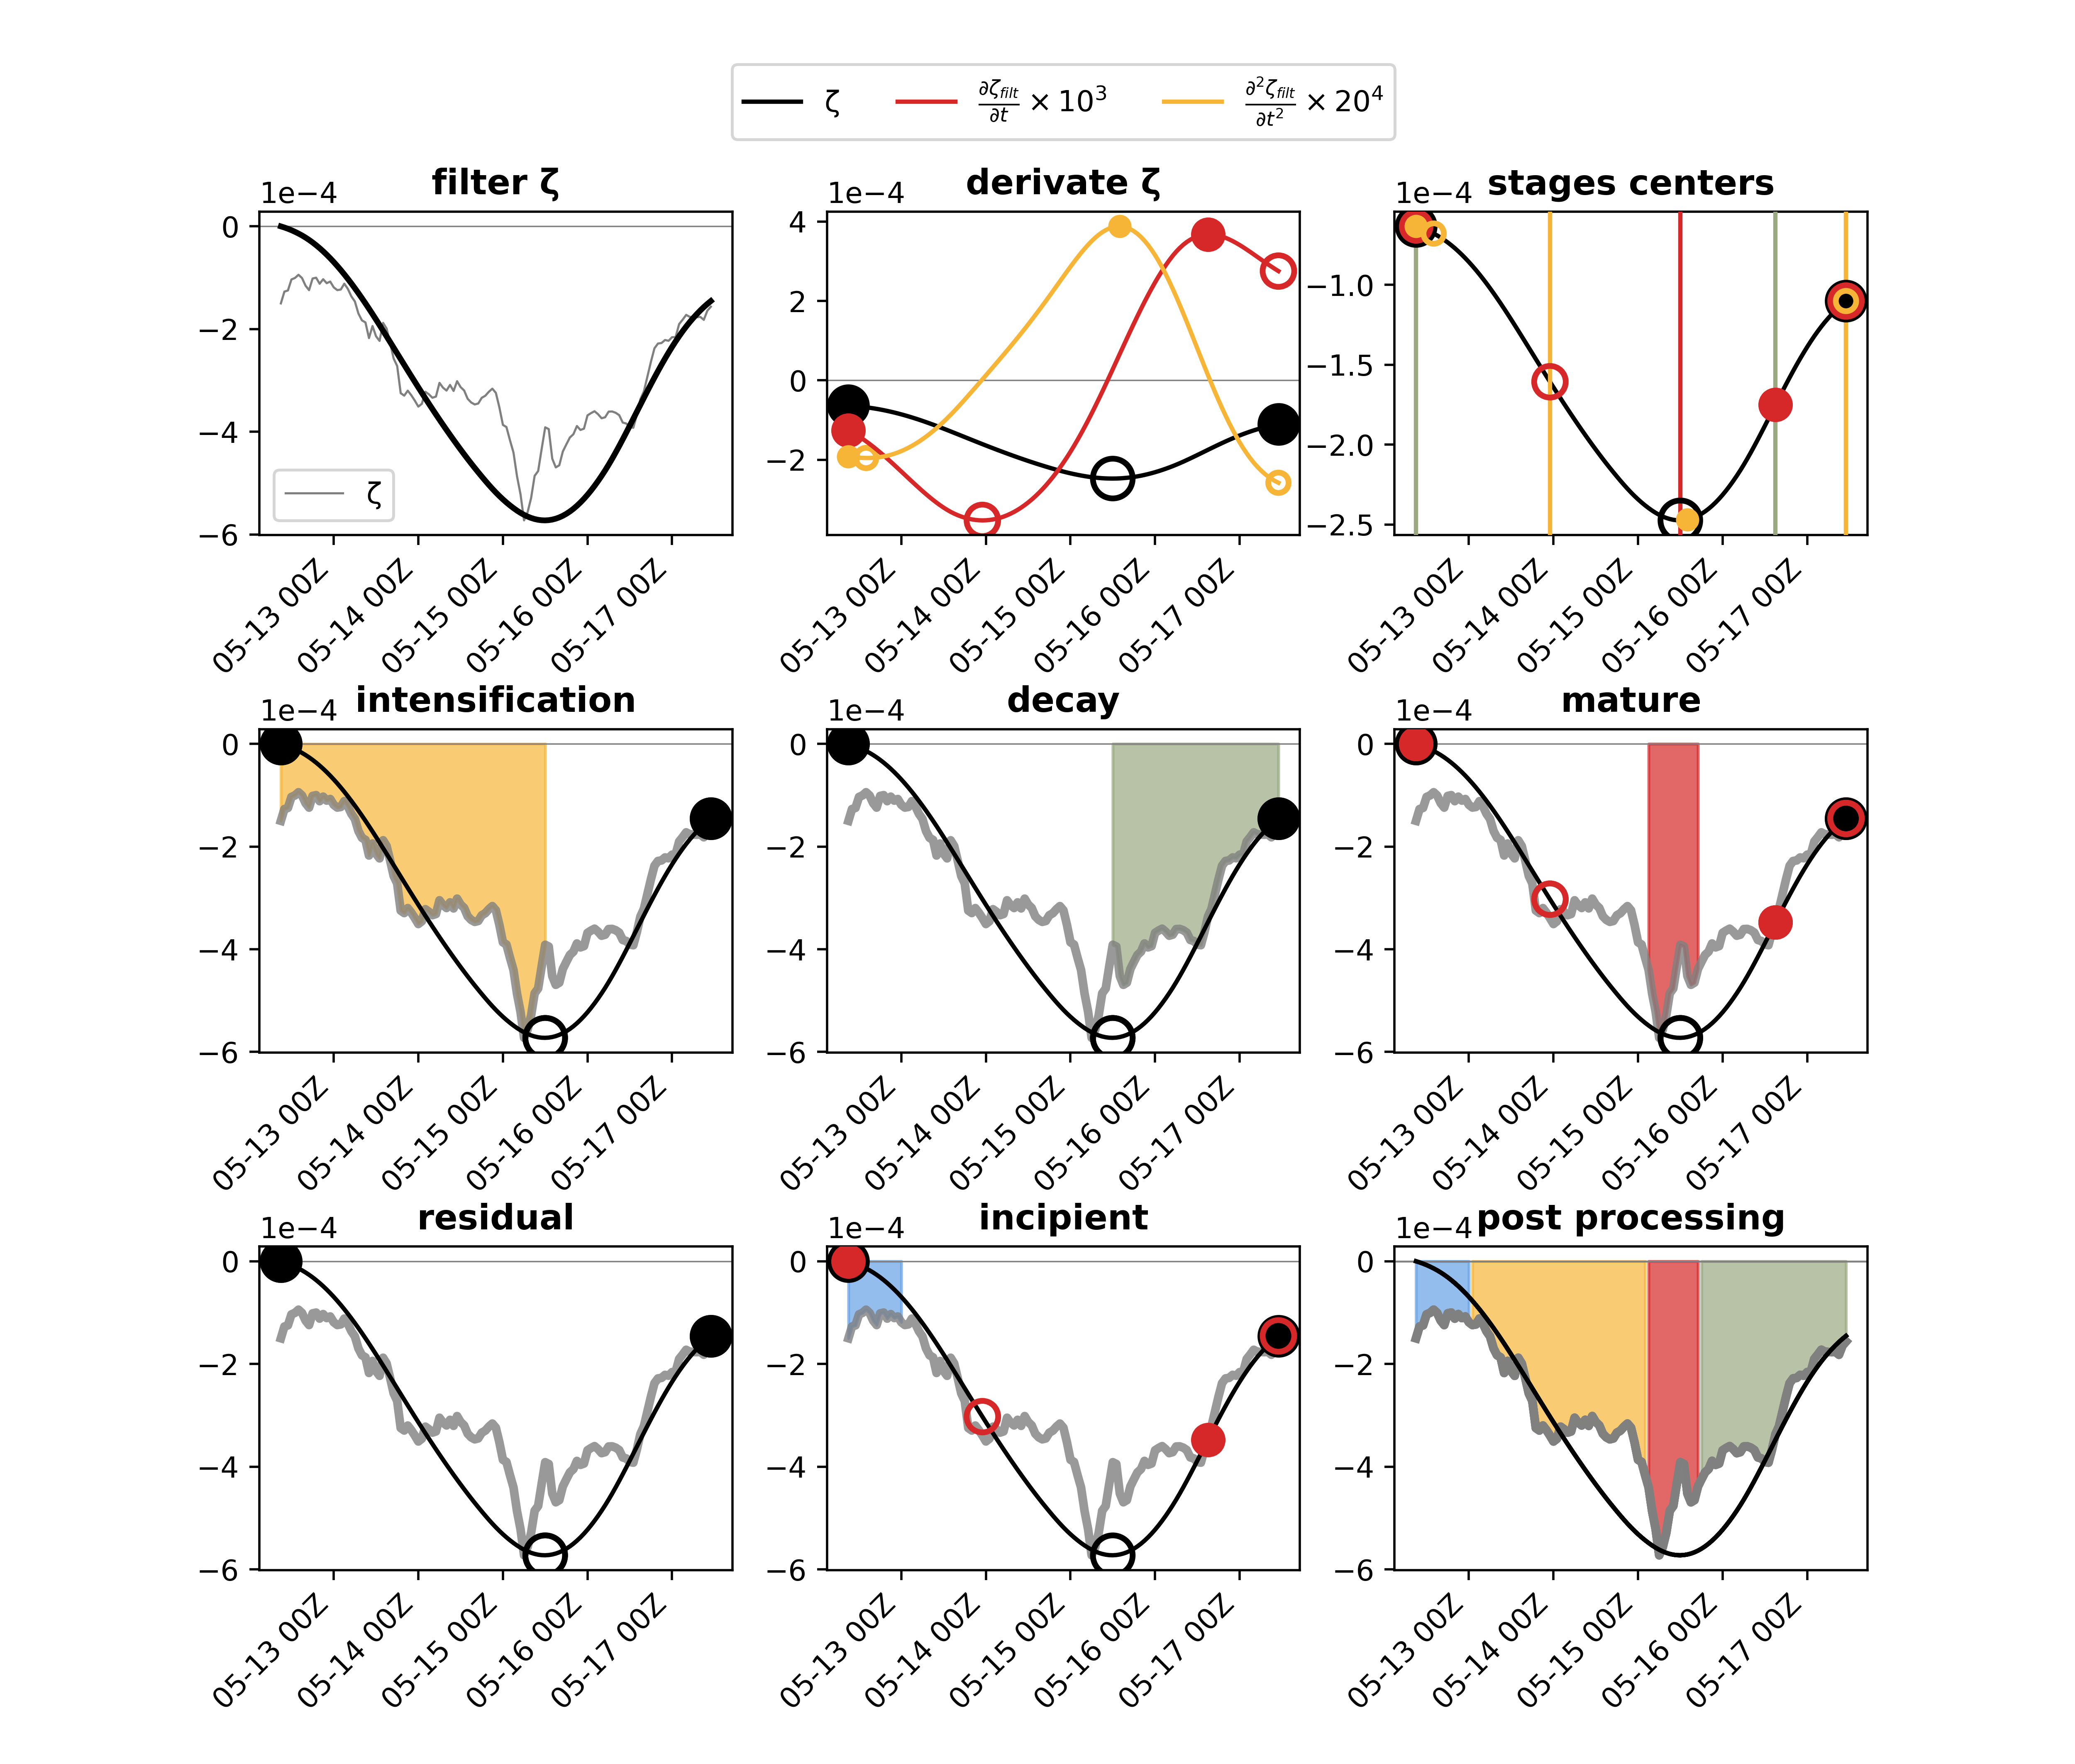 ζ ∂ζ_filt/∂t × 10³ ∂²ζ_filt/∂t² × 20⁴
filter ζ derivate ζ stages centers
1e−4 1e−4 1e−4
0
−2
−4
−6
ζ
05-13 00Z 05-14 00Z 05-15 00Z 05-16 00Z 05-17 00Z
4
2
0
−2
05-13 00Z 05-14 00Z 05-15 00Z 05-16 00Z 05-17 00Z
−1.0
−1.5
−2.0
−2.5
05-13 00Z 05-14 00Z 05-15 00Z 05-16 00Z 05-17 00Z
intensification decay mature
1e−4 1e−4 1e−4
0
−2
−4
−6
05-13 00Z 05-14 00Z 05-15 00Z 05-16 00Z 05-17 00Z
0
−2
−4
−6
05-13 00Z 05-14 00Z 05-15 00Z 05-16 00Z 05-17 00Z
0
−2
−4
−6
05-13 00Z 05-14 00Z 05-15 00Z 05-16 00Z 05-17 00Z
residual incipient post processing
1e−4 1e−4 1e−4
0
−2
−4
−6
05-13 00Z 05-14 00Z 05-15 00Z 05-16 00Z 05-17 00Z
0
−2
−4
−6
05-13 00Z 05-14 00Z 05-15 00Z 05-16 00Z 05-17 00Z
0
−2
−4
−6
05-13 00Z 05-14 00Z 05-15 00Z 05-16 00Z 05-17 00Z